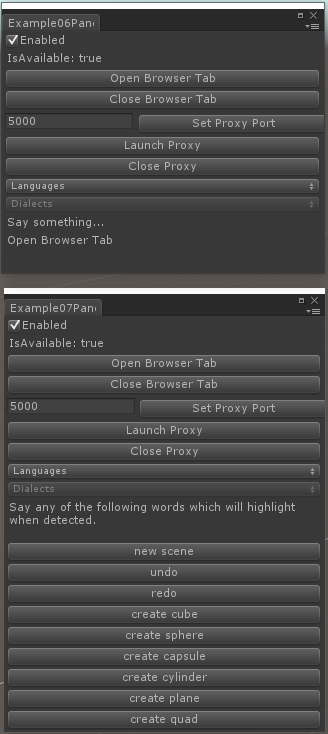 Example06Pan
Enabled
IsAvailable: true
Open Browser Tab
Close Browser Tab
5000
Set Proxy Port
Launch Proxy
Close Proxy
Languages
Dialects
Say something...
Open Browser Tab
Example07Pan
Enabled
IsAvailable: true
Open Browser Tab
Close Browser Tab
5000
Set Proxy Port
Launch Proxy
Close Proxy
Languages
Dialects
Say any of the following words which will highlight
when detected.
new scene
undo
redo
create cube
create sphere
create capsule
create cylinder
create plane
create quad